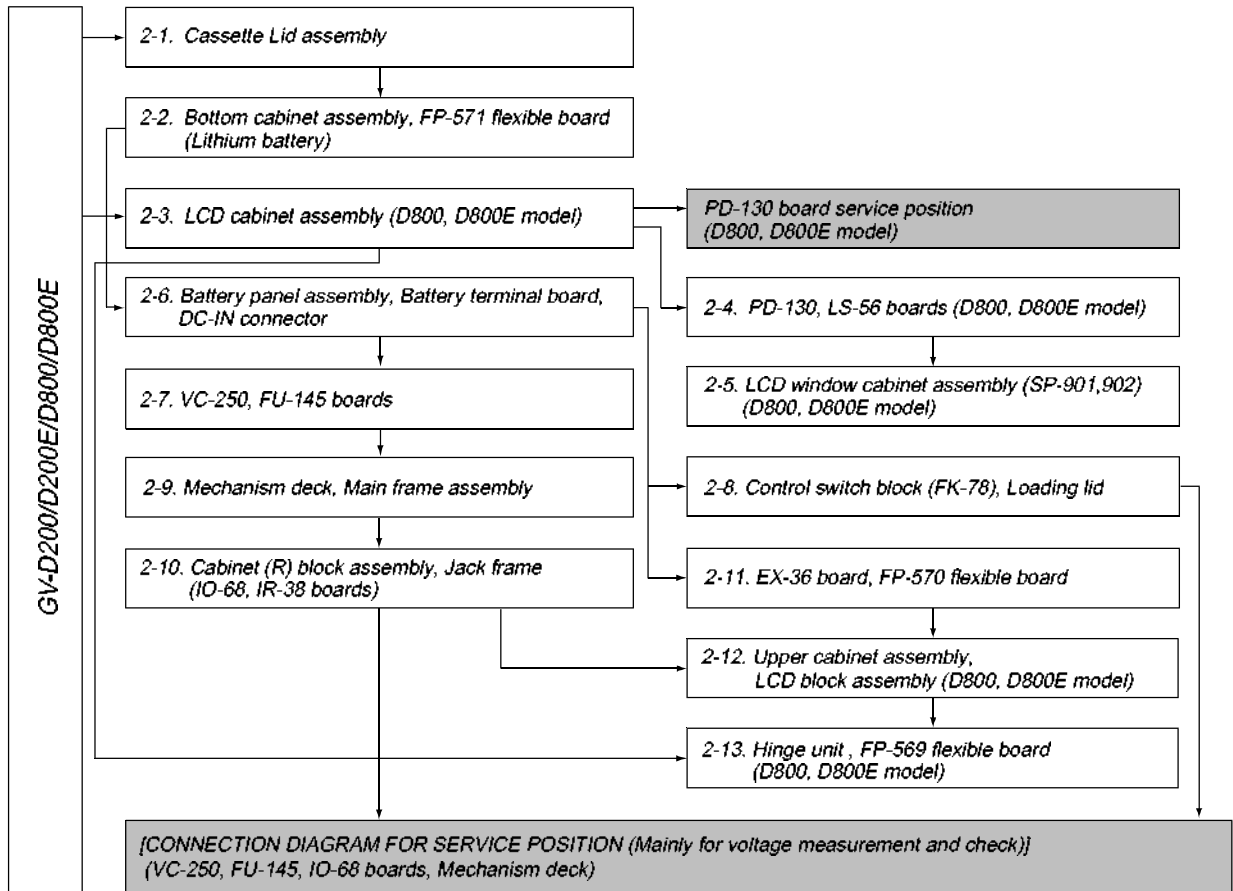 GV-D200/D200E/D800/D800E
2-1. Cassette Lid assembly
2-2. Bottom cabinet assembly, FP-571 flexible board
(Lithium battery)
2-3. LCD cabinet assembly (D800, D800E model)
PD-130 board service position
(D800, D800E model)
2-6. Battery panel assembly, Battery terminal board,
DC-IN connector
2-4. PD-130, LS-56 boards (D800, D800E model)
2-7. VC-250, FU-145 boards
2-5. LCD window cabinet assembly (SP-901,902)
(D800, D800E model)
2-9. Mechanism deck, Main frame assembly
2-8. Control switch block (FK-78), Loading lid
2-10. Cabinet (R) block assembly, Jack frame
(IO-68, IR-38 boards)
2-11. EX-36 board, FP-570 flexible board
2-12. Upper cabinet assembly,
LCD block assembly (D800, D800E model)
2-13. Hinge unit , FP-569 flexible board
(D800, D800E model)
[CONNECTION DIAGRAM FOR SERVICE POSITION (Mainly for voltage measurement and check)]
(VC-250, FU-145, IO-68 boards, Mechanism deck)